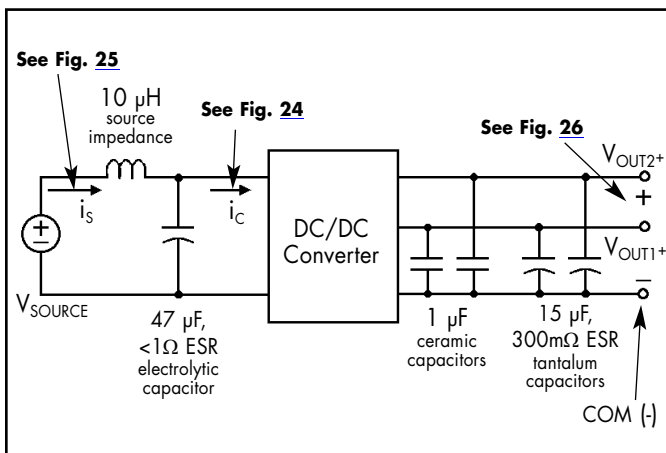 See Fig. 25
10 µH
source
impedance
See Fig. 24
See Fig. 26
VOUT2+
+
iS
iC
DC/DC
Converter
VOUT1+
+
−
VSOURCE
−
47 µF,
<1Ω ESR
electrolytic
capacitor
1 µF
ceramic
capacitors
15 µF,
300mΩ ESR
tantalum
capacitors
COM (-)